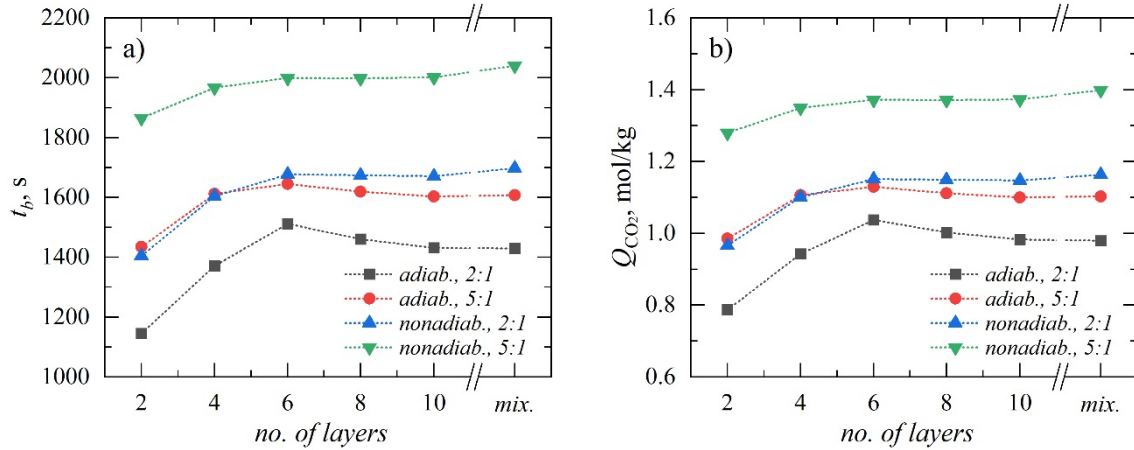 a)
2200
2000
1800
1600
1400
1200
1000
t_b, s
2 4 6 8 10 mix.
no. of layers
adiab., 2:1
adiab., 5:1
nonadiab., 2:1
nonadiab., 5:1
b)
1.6
1.4
1.2
1.0
0.8
0.6
Q_CO₂, mol/kg
2 4 6 8 10 mix.
no. of layers
adiab., 2:1
adiab., 5:1
nonadiab., 2:1
nonadiab., 5:1